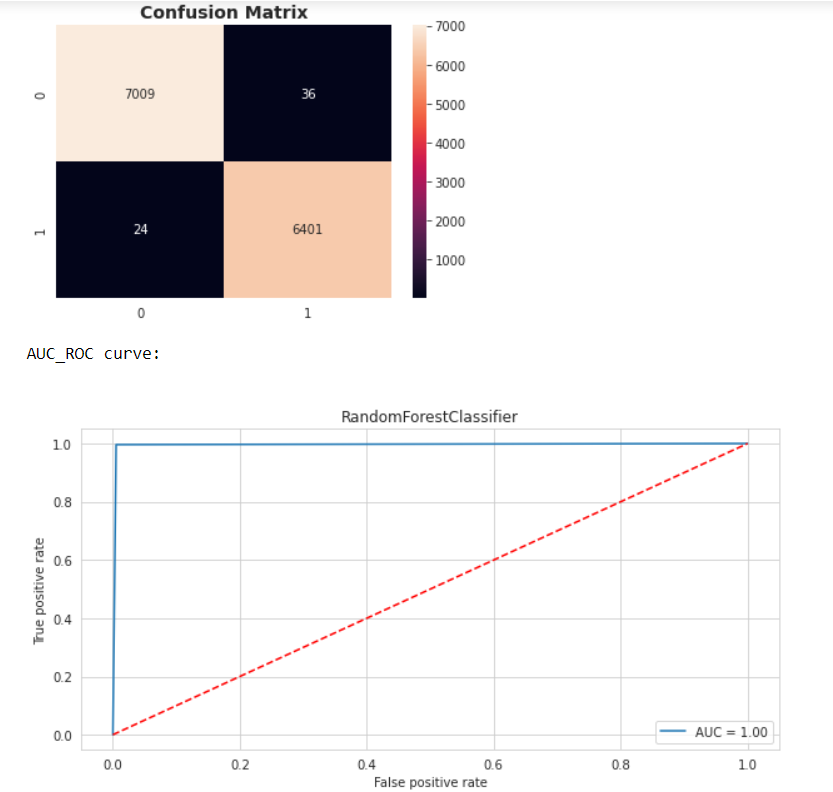 Confusion Matrix
7000
0 7009 36
6000
5000
4000
3000
1 24 6401
2000
1000
0 1
AUC_ROC curve:
RandomForestClassifier
1.0
0.8
0.6
0.4
0.2
0.0
True positive rate
AUC = 1.00
0.0 0.2 0.4 0.6 0.8 1.0
False positive rate